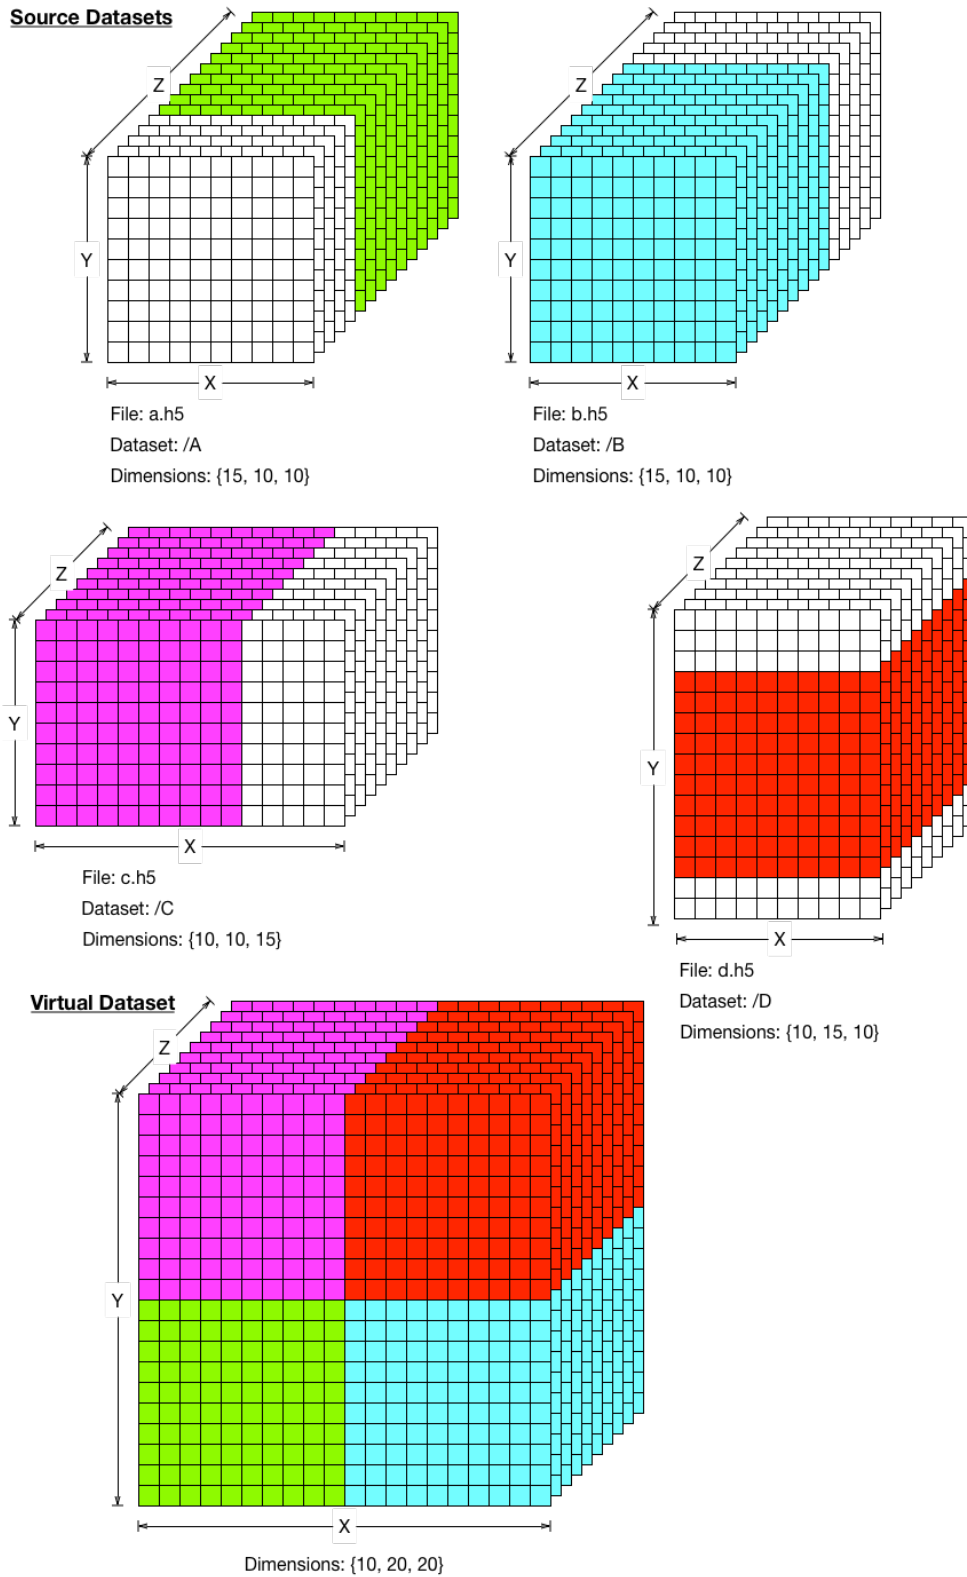 Source Datasets
Z
Y
X
File: a.h5
Dataset: /A
Dimensions: {15, 10, 10}
Z
Y
X
File: b.h5
Dataset: /B
Dimensions: {15, 10, 10}
Z
Y
X
File: c.h5
Dataset: /C
Dimensions: {10, 10, 15}
Z
Y
X
File: d.h5
Dataset: /D
Dimensions: {10, 15, 10}
Virtual Dataset
Z
Y
X
Dimensions: {10, 20, 20}